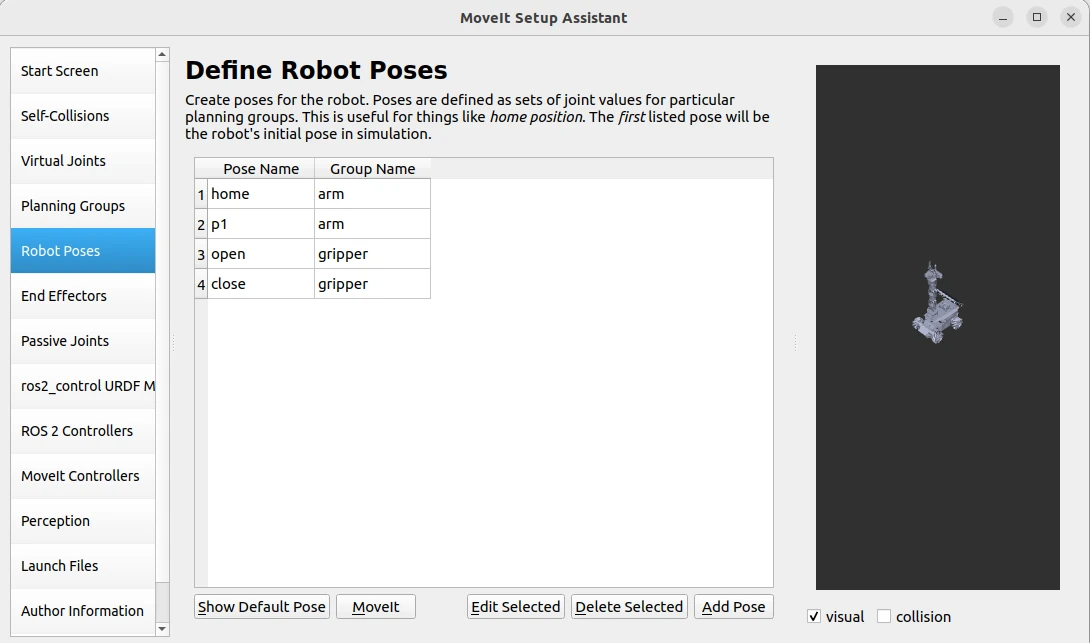 MoveIt Setup Assistant
Start Screen
Self-Collisions
Virtual Joints
Planning Groups
Robot Poses
End Effectors
Passive Joints
ros2_control URDF M
ROS 2 Controllers
MoveIt Controllers
Perception
Launch Files
Author Information
Define Robot Poses
Create poses for the robot. Poses are defined as sets of joint values for particular
planning groups. This is useful for things like home position. The first listed pose will be
the robot's initial pose in simulation.
Pose Name Group Name
1 home arm
2 p1 arm
3 open gripper
4 close gripper
Show Default Pose MoveIt Edit Selected Delete Selected Add Pose
visual collision